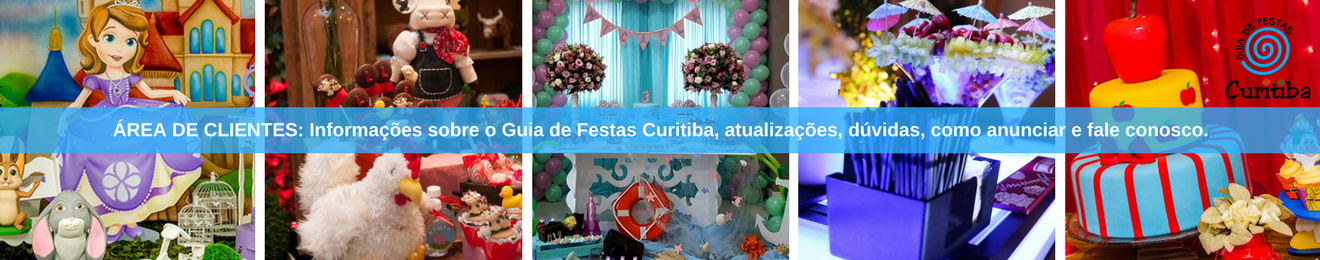 ÁREA DE CLIENTES: Informações sobre o Guia de Festas Curitiba, atualizações, dúvidas, como anunciar e fale conosco.
GUIA DE FESTAS
Curitiba
3